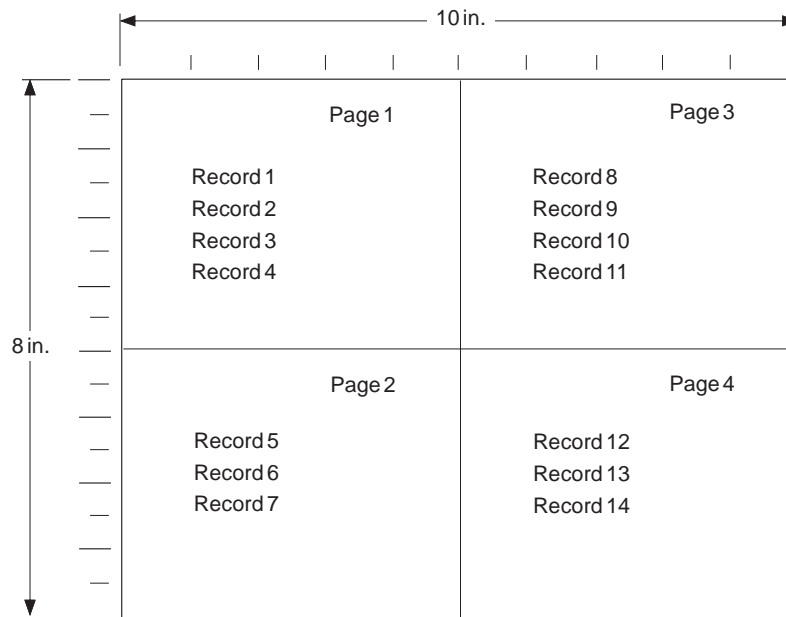 10 in.
8 in.
Page 1
Record 1
Record 2
Record 3
Record 4
Page 2
Record 5
Record 6
Record 7
Page 3
Record 8
Record 9
Record 10
Record 11
Page 4
Record 12
Record 13
Record 14